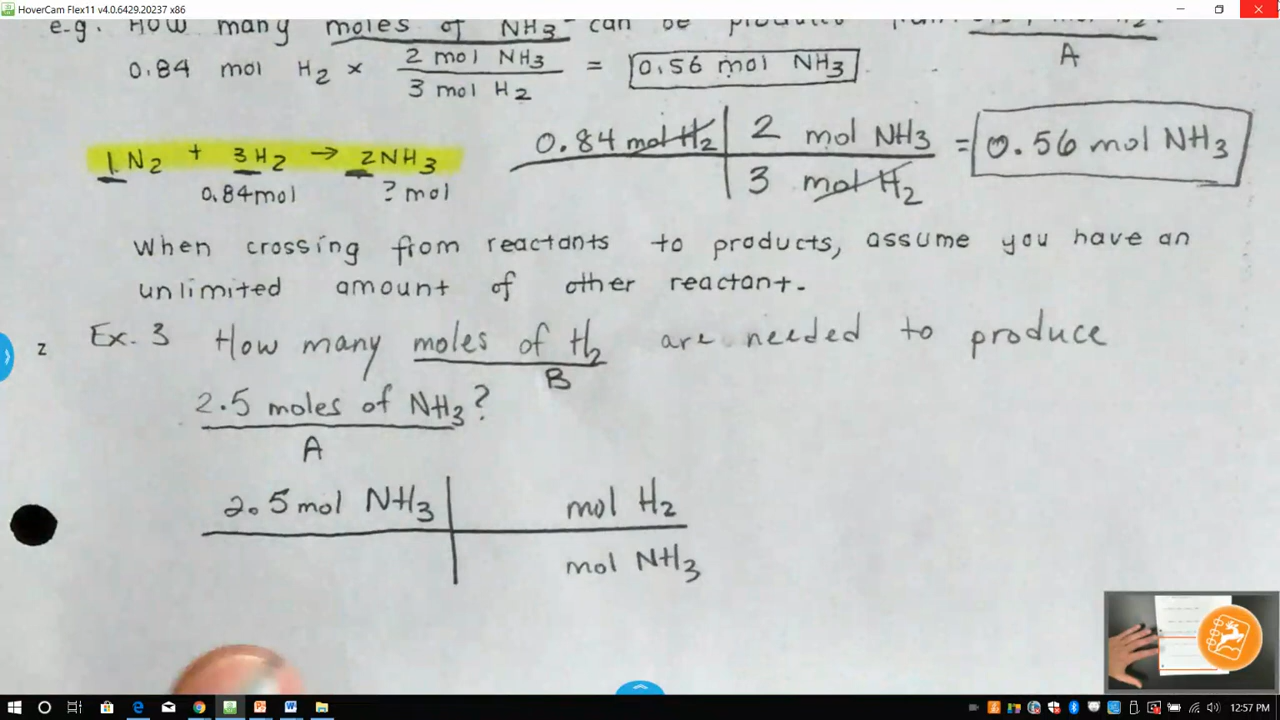 HoverCam Flex11 v4.0.6429.20237 x86
e.g. How many moles of NH3 can be produced
A
0.84 mol H2 × 2 mol NH3 / 3 mol H2 = 0.56 mol NH3
0.84 mol H2 | 2 mol NH3 = 0.56 mol NH3
3 mol H2
1N2 + 3H2 → 2NH3
0.84mol ? mol
When crossing from reactants to products, assume you have an
unlimited amount of other reactant.
2 Ex. 3 How many moles of H2 are needed to produce
B
2.5 moles of NH3?
A
2.5 mol NH3 | mol H2
mol NH3
12:57 PM